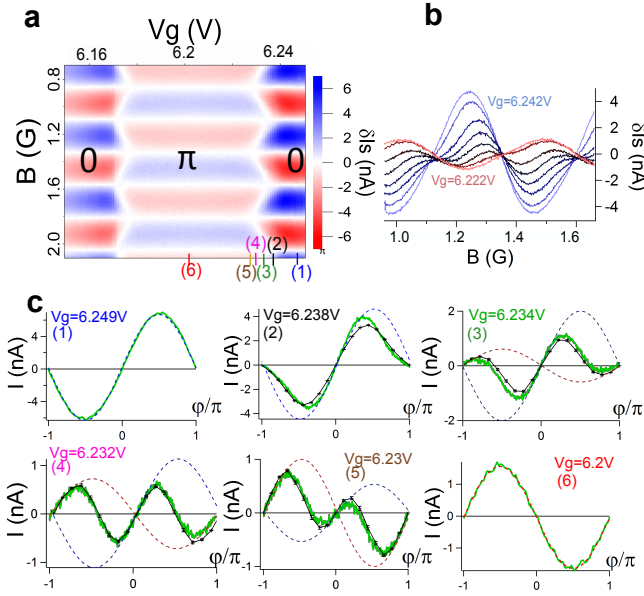 a
Vg (V)
6.16 6.2 6.24
B (G)
0.8
1.2
1.6
2.0
0 π 0
6
4
2
0
-2
-4
-6
π
δIs (nA)
(6) (5) (4) (3) (2) (1)
b
Vg=6.242V
Vg=6.222V
δIs (nA)
4
2
0
-2
-4
δIs (nA)
1.0 1.2 1.4 1.6
B (G)
c
Vg=6.249V
(1)
I (nA)
4
0
-4
φ/π
-1 0 1
Vg=6.238V
(2)
I (nA)
4
2
0
-2
-4
φ/π
-1 0 1
Vg=6.234V
(3)
I (nA)
2
0
-2
φ/π
-1 0 1
Vg=6.232V
(4)
I (nA)
1
0
-1
φ/π
-1 0 1
Vg=6.23V
(5)
I (nA)
1
0
-1
φ/π
-1 0 1
Vg=6.2V
(6)
I (nA)
1
0
-1
φ/π
-1 0 1